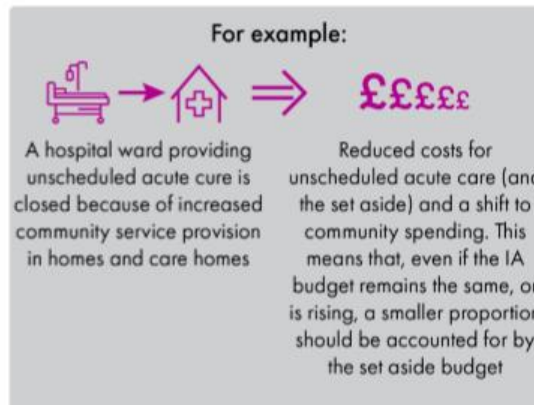 For example:
£££££
A hospital ward providing
unscheduled acute cure is
closed because of increased
community service provision
in homes and care homes
Reduced costs for
unscheduled acute care (and
the set aside) and a shift to
community spending. This
means that, even if the IA
budget remains the same, or
is rising, a smaller proportion
should be accounted for by
the set aside budget